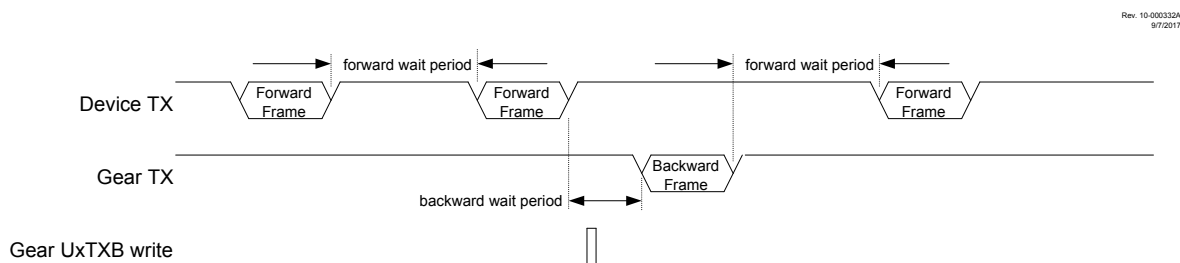 Rev. 10-000332A
9/7/2017
forward wait period
forward wait period
Device TX
Forward
Frame
Forward
Frame
Forward
Frame
Gear TX
Backward
Frame
backward wait period
Gear UxTXB write